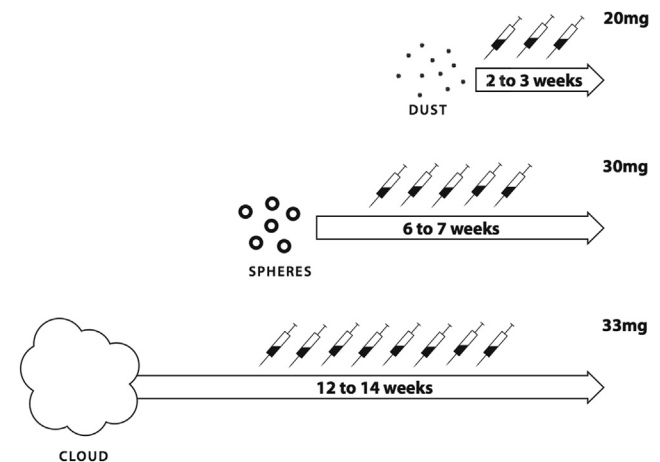 20mg
2 to 3 weeks
DUST
30mg
6 to 7 weeks
SPHERES
33mg
12 to 14 weeks
CLOUD